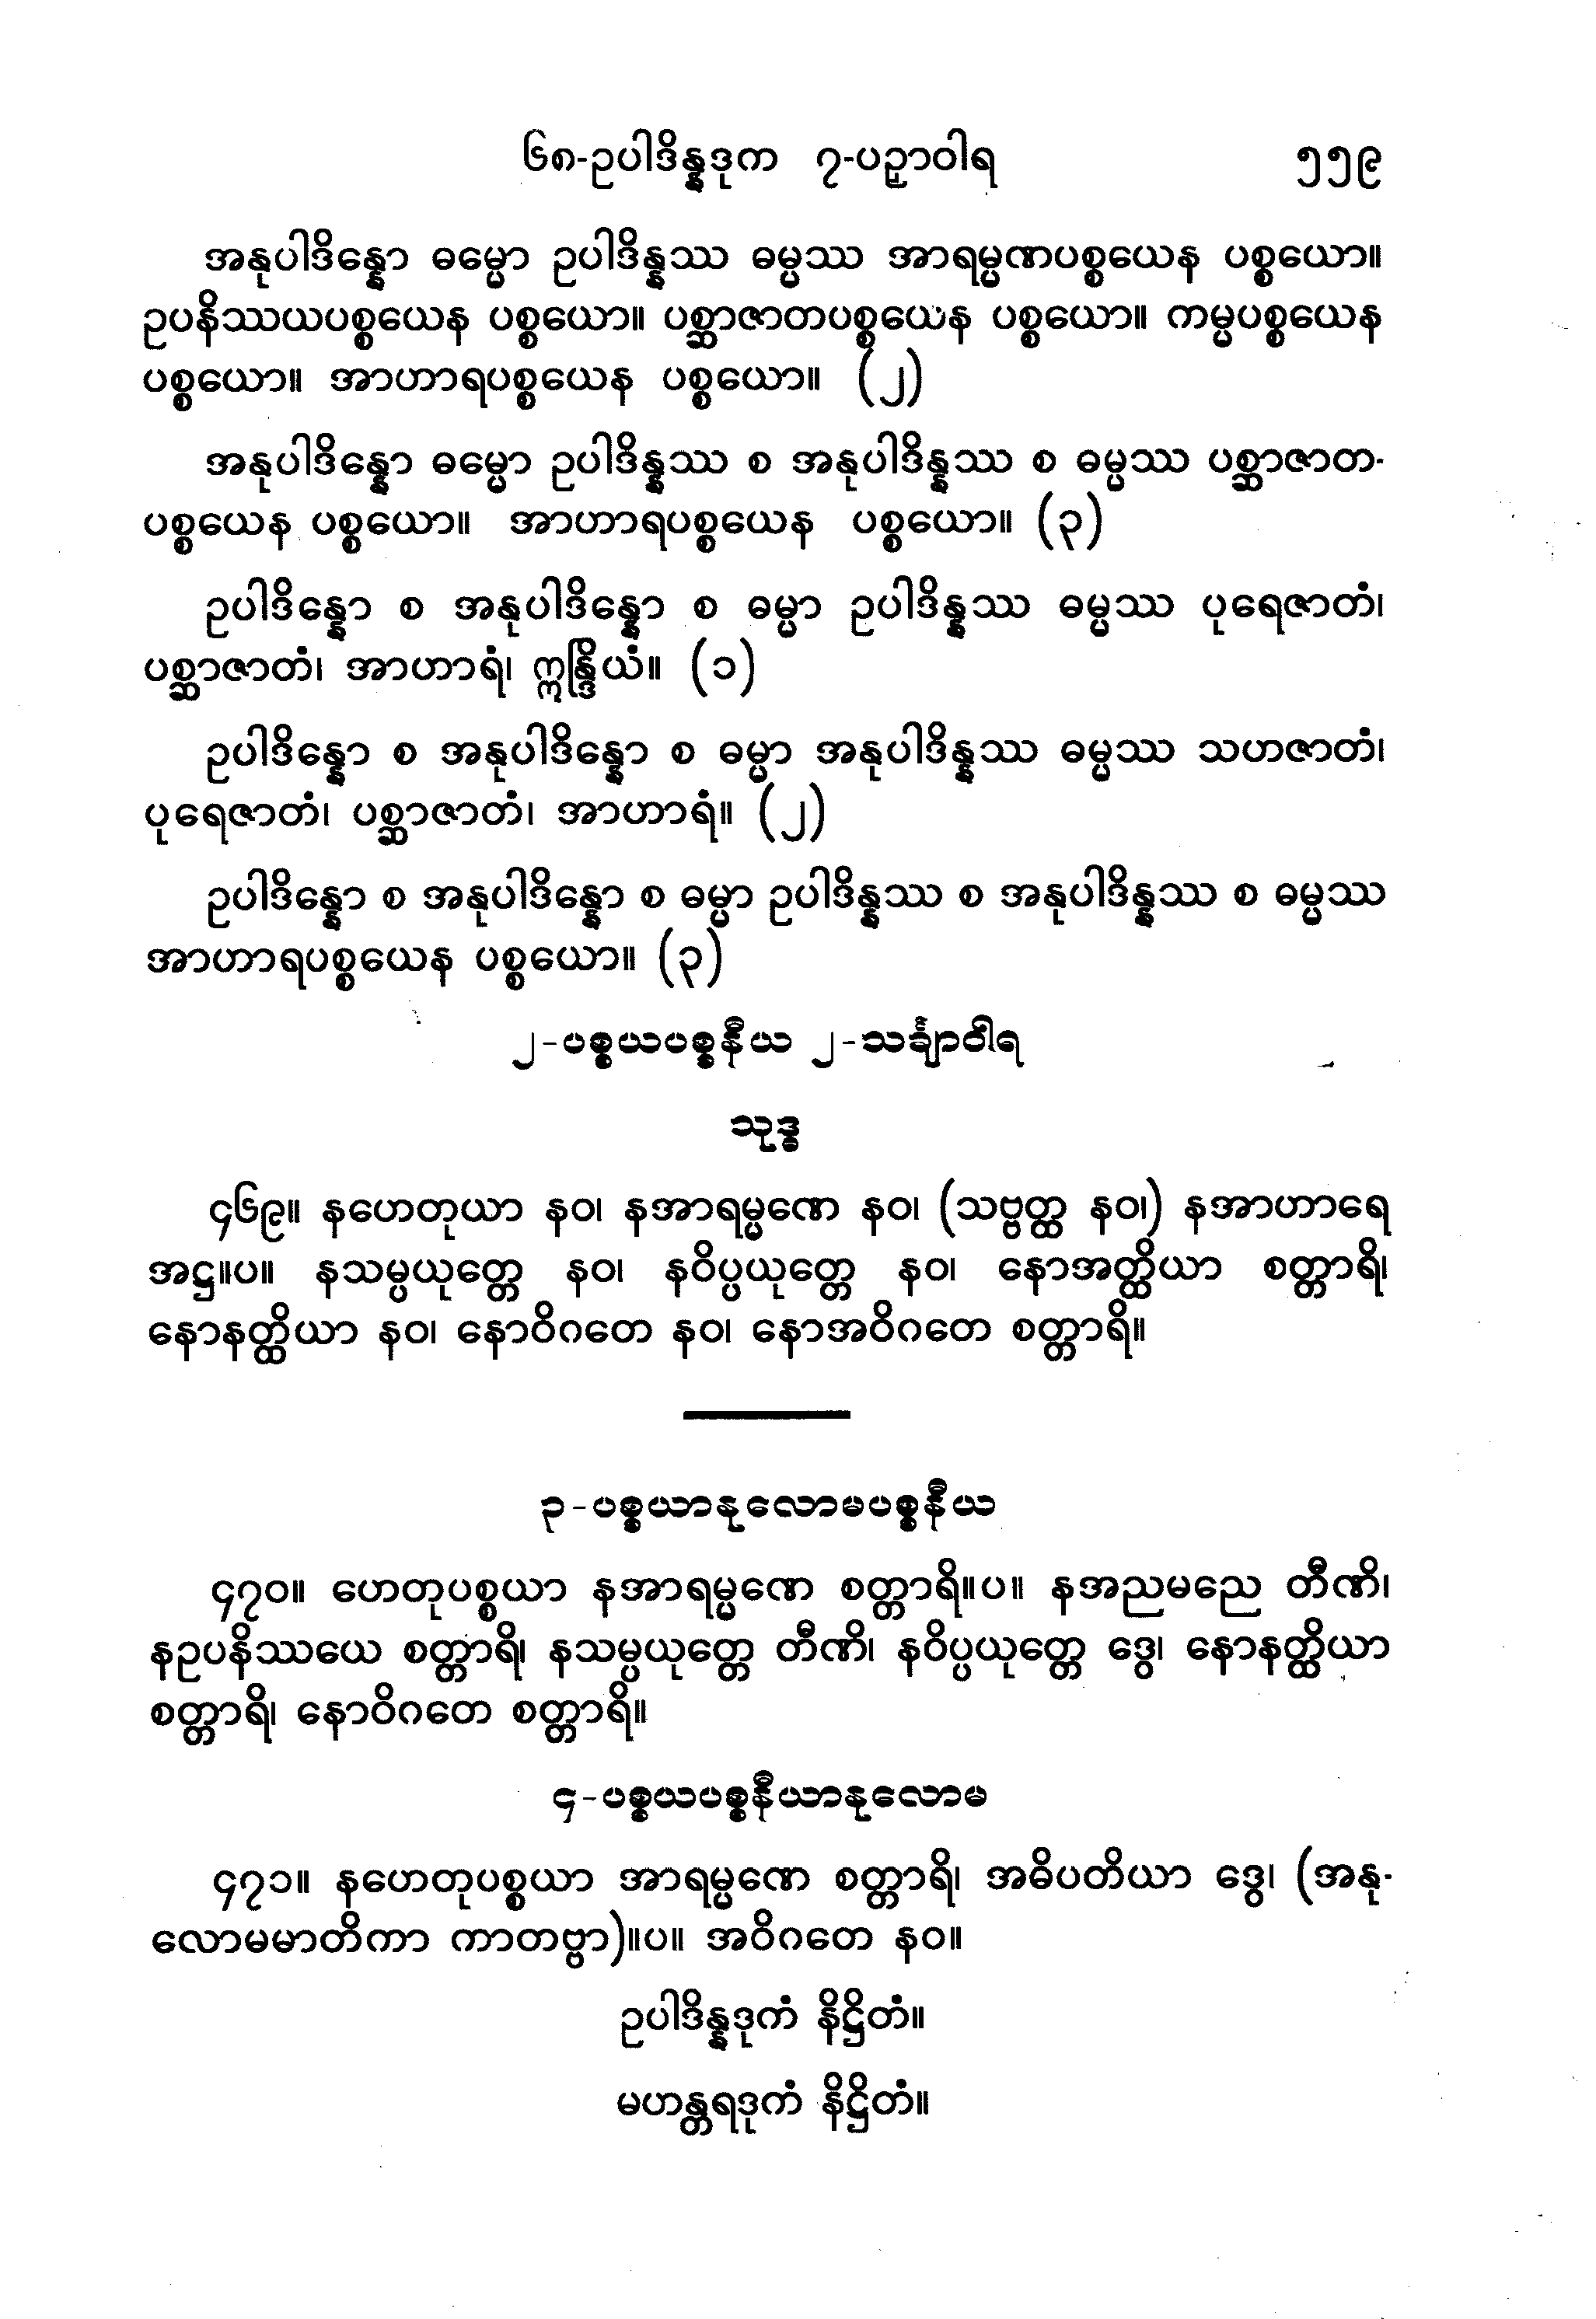 ၆၈-ဥပါဒိန္နဒုက ၇-ပဉှာဝါရ ၅၅၉
အနုပါဒိန္နော ဓမ္မော ဥပါဒိန္နဿ ဓမ္မဿ အာရမ္မဏပစ္စယေန ပစ္စယော။
ဥပနိဿယပစ္စယေန ပစ္စယော။ ပစ္ဆာဇာတပစ္စယေန ပစ္စယော။ ကမ္မပစ္စယေန
ပစ္စယော။ အာဟာရပစ္စယေန ပစ္စယော။ (၂)
အနုပါဒိန္နော ဓမ္မော ဥပါဒိန္နဿ စ အနုပါဒိန္နဿ စ ဓမ္မဿ ပစ္ဆာဇာတ-
ပစ္စယေန ပစ္စယော။ အာဟာရပစ္စယေန ပစ္စယော။ (၃)
ဥပါဒိန္နော စ အနုပါဒိန္နော စ ဓမ္မာ ဥပါဒိန္နဿ ဓမ္မဿ ပုရေဇာတံ၊
ပစ္ဆာဇာတံ၊ အာဟာရံ၊ ဣန္ဒြိယံ။ (၁)
ဥပါဒိန္နော စ အနုပါဒိန္နော စ ဓမ္မာ အနုပါဒိန္နဿ ဓမ္မဿ သဟဇာတံ၊
ပုရေဇာတံ၊ ပစ္ဆာဇာတံ၊ အာဟာရံ။ (၂)
ဥပါဒိန္နော စ အနုပါဒိန္နော စ ဓမ္မာ ဥပါဒိန္နဿ စ အနုပါဒိန္နဿ စ ဓမ္မဿ
အာဟာရပစ္စယေန ပစ္စယော။ (၃)
၂-ပစ္စယပစ္စနီယ ၂-သင်္ချာဝါရ
သုဒ္ဓ
၄၆၉။ နဟေတုယာ နဝ၊ နအာရမ္မဏေ နဝ၊ (သဗ္ဗတ္ထ နဝ၊) နအာဟာရေ
အဋ္ဌ။ပ။ နသမ္ပယုတ္တေ နဝ၊ နဝိပ္ပယုတ္တေ နဝ၊ နောအတ္ထိယာ စတ္တာရိ၊
နောနတ္ထိယာ နဝ၊ နောဝိဂတေ နဝ၊ နောအဝိဂတေ စတ္တာရိ။
၃-ပစ္စယာနုလောမပစ္စနီယ
၄၇၀။ ဟေတုပစ္စယာ နအာရမ္မဏေ စတ္တာရိ။ပ။ နအညမညေ တီဏိ၊
နဥပနိဿယေ စတ္တာရိ၊ နသမ္ပယုတ္တေ တီဏိ၊ နဝိပ္ပယုတ္တေ ဒွေ၊ နောနတ္ထိယာ
စတ္တာရိ၊ နောဝိဂတေ စတ္တာရိ။
၄-ပစ္စယပစ္စနီယာနုလောမ
၄၇၁။ နဟေတုပစ္စယာ အာရမ္မဏေ စတ္တာရိ၊ အဓိပတိယာ ဒွေ၊ (အနု-
လောမမာတိကာ ကာတဗ္ဗာ)။ပ။ အဝိဂတေ နဝ။
ဥပါဒိန္နဒုကံ နိဋ္ဌိတံ။
မဟန္တရဒုကံ နိဋ္ဌိတံ။